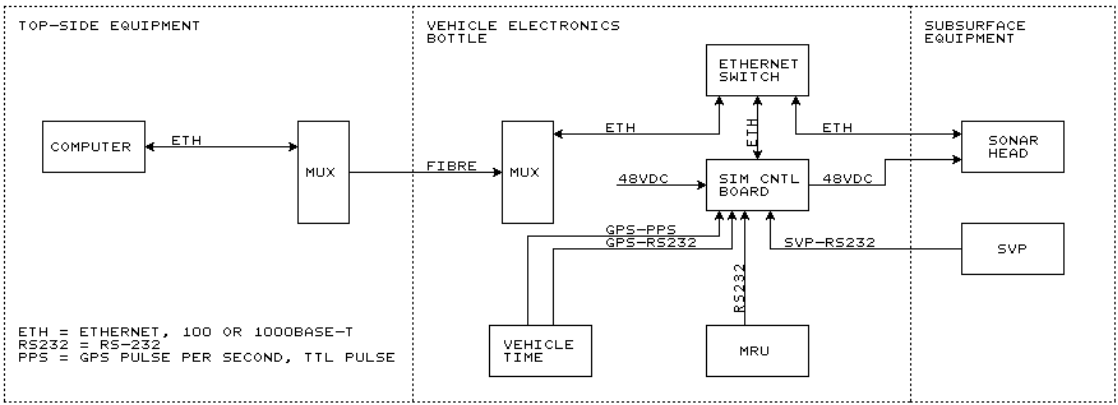 TOP-SIDE EQUIPMENT
VEHICLE ELECTRONICS
BOTTLE
SUBSURFACE
EQUIPMENT
ETHERNET
SWITCH
COMPUTER
ETH
MUX
FIBRE
MUX
ETH
ETH
ETH
SONAR
HEAD
48VDC
SIM CNTL
BOARD
48VDC
GPS-PPS
GPS-RS232
SVP-RS232
SVP
RS232
VEHICLE
TIME
MRU
ETH = ETHERNET, 100 OR 1000BASE-T
RS232 = RS-232
PPS = GPS PULSE PER SECOND, TTL PULSE